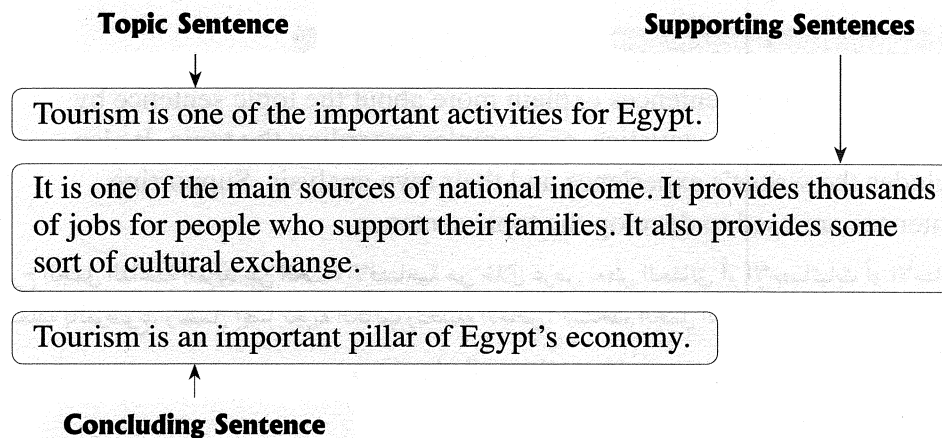 Topic Sentence
Supporting Sentences
Tourism is one of the important activities for Egypt.
It is one of the main sources of national income. It provides thousands
of jobs for people who support their families. It also provides some
sort of cultural exchange.
Tourism is an important pillar of Egypt's economy.
Concluding Sentence